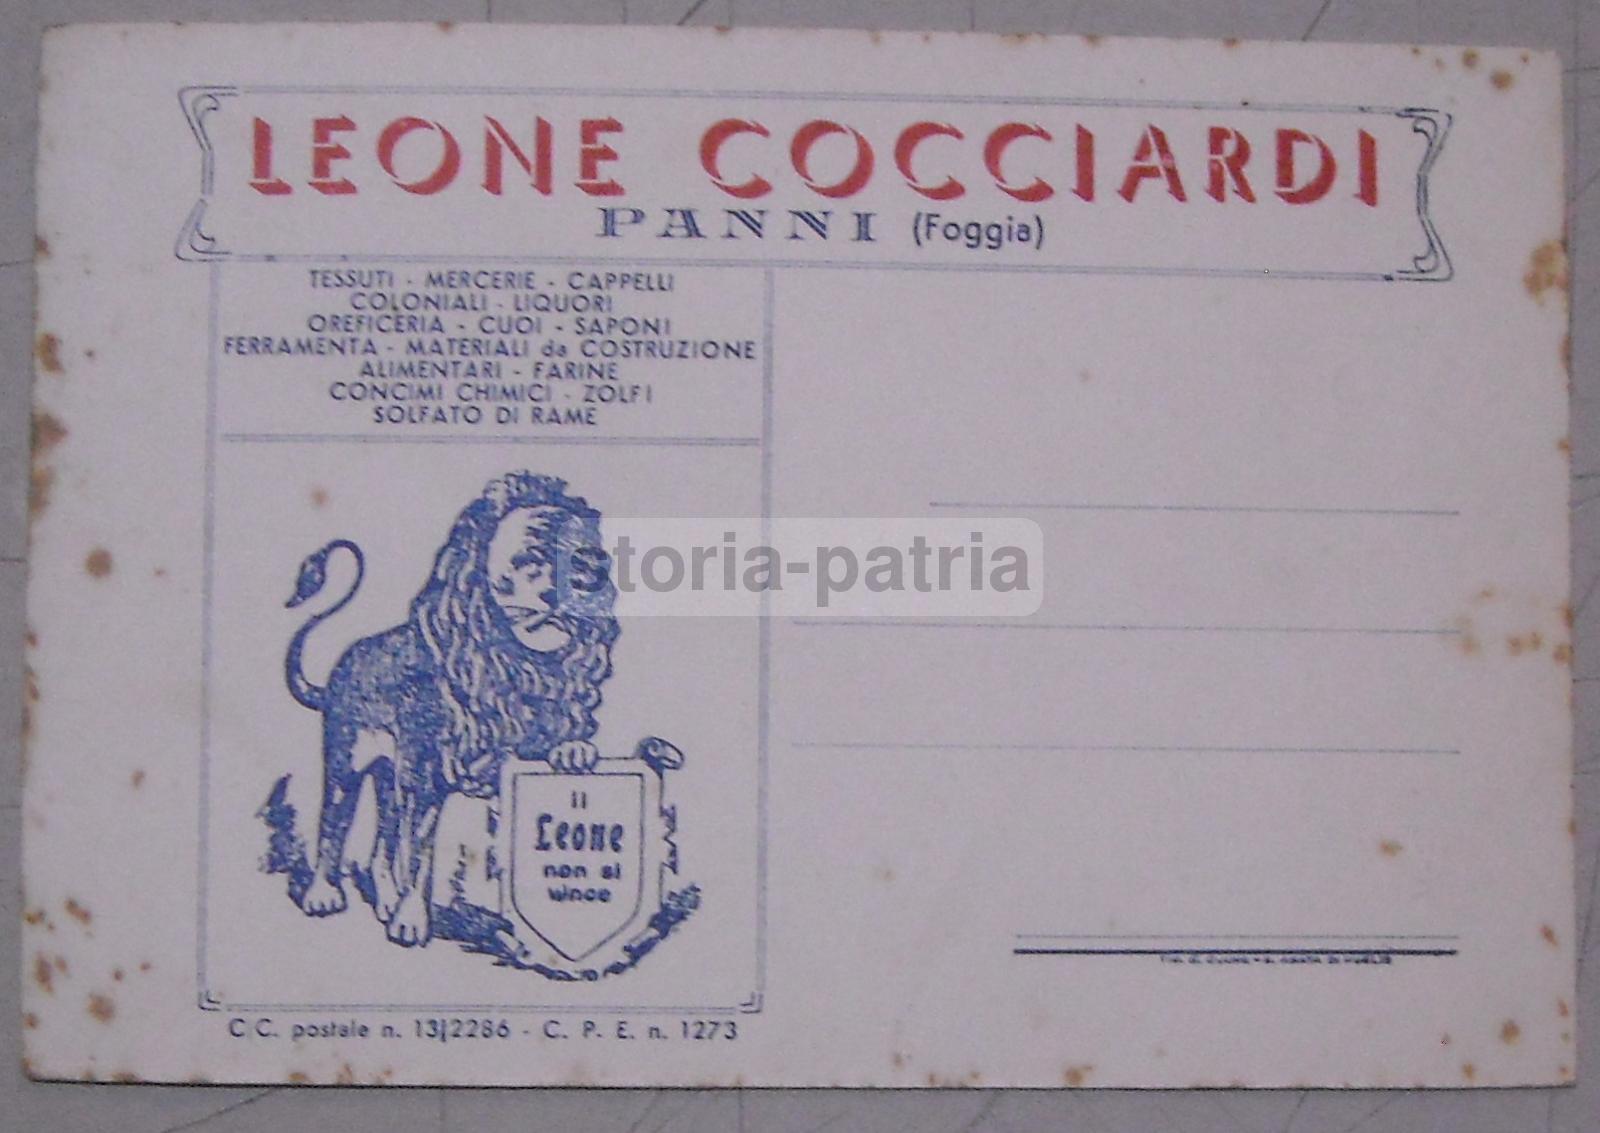 LEONE COCCIARDI
PANNI (Foggia)
TESSUTI - MERCERIE - CAPPELLI
COLONIALI - LIQUORI
OREFICERIA - CUOI - SAPONI
FERRAMENTA - MATERIALI da COSTRUZIONE
ALIMENTARI - FARINE
CONCIMI CHIMICI - ZOLFI
SOLFATO DI RAME
storia-patria
il
Leone
non si
vince
C C. postale n. 13/2286 - C. P. E. n. 1273